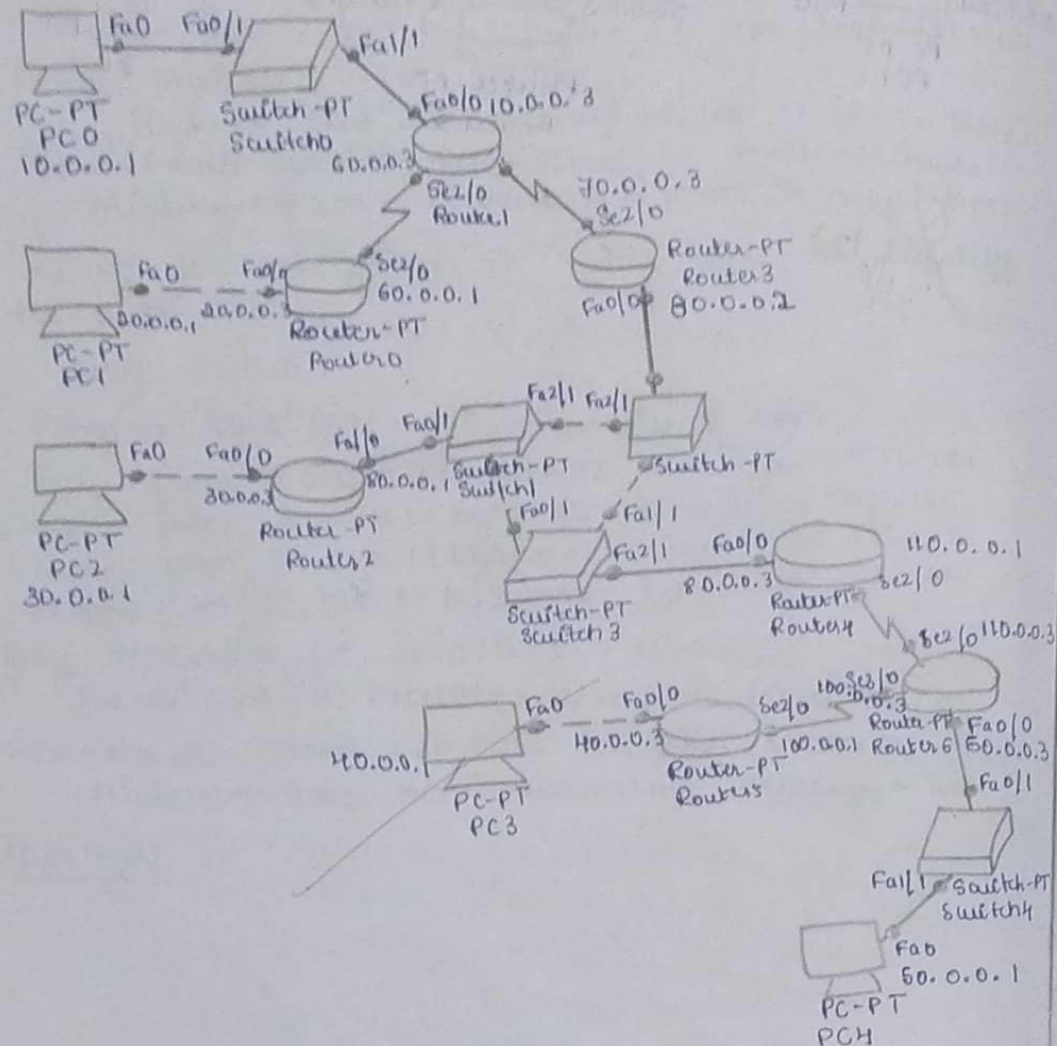 Fa0 Fa0/1
Fa1/1
PC-PT
PC0
10.0.0.1
Switch-PT
Switch0
Fa0/0 10.0.0.3
60.0.0.3
Se2/0
Router1
70.0.0.3
Se2/0
Router-PT
Router3
Fa0/0 80.0.0.2
Fa0 Fa0/0
20.0.0.1 20.0.0.3
PC-PT
PC1
Se2/0
60.0.0.1
Router-PT
Router0
Fa0 Fa0/0
30.0.0.3
PC-PT
PC2
30.0.0.1
Router-PT
Router2
Fa1/0 Fa0/1
80.0.0.1
Switch-PT
Switch1
Fa2/1 Fa2/1
Switch-PT
Fa0/1 Fa1/1
Fa2/1 Fa0/0
80.0.0.3
Switch-PT
Switch3
110.0.0.1
Se2/0
Router-PT
Router4
Se2/0 110.0.0.3
Se3/0
100.0.0.3
Router-PT
Router6
Fa0/0
50.0.0.3
Fa0 Fa0/0
40.0.0.1
40.0.0.3
PC-PT
PC3
Se2/0
100.0.0.1
Router-PT
Router5
Fa0/1
Fa1/1
Switch-PT
Switch4
Fa0
50.0.0.1
PC-PT
PC4